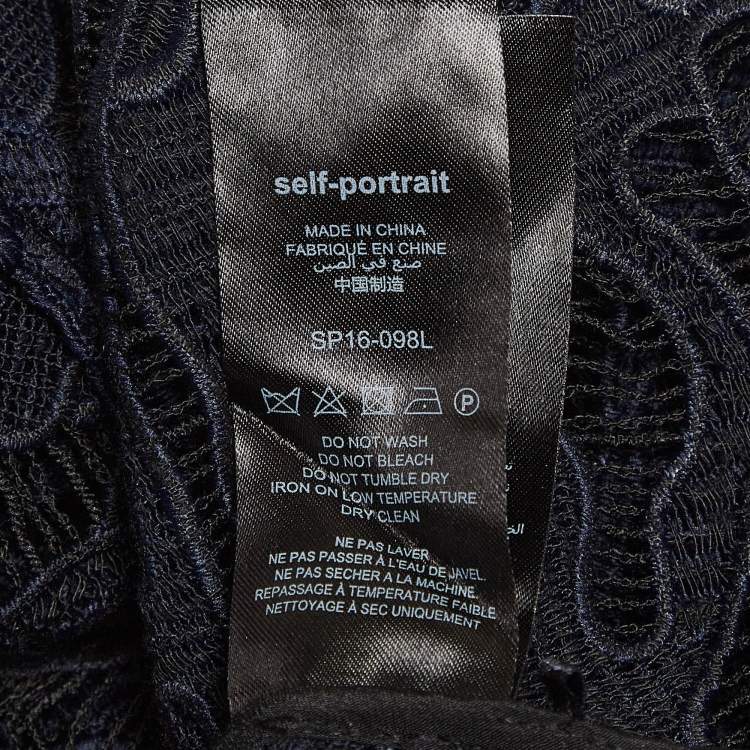 self-portrait
MADE IN CHINA
FABRIQUÉ EN CHINE
صنع في الصين
中国制造
SP16-098L
P
DO NOT WASH
DO NOT BLEACH
DO NOT TUMBLE DRY
IRON ON LOW TEMPERATURE
DRY CLEAN
NE PAS LAVER
NE PAS PASSER À L'EAU DE JAVEL.
NE PAS SECHER A LA MACHINE.
REPASSAGE À TEMPERATURE FAIBLE
NETTOYAGE À SEC UNIQUEMENT